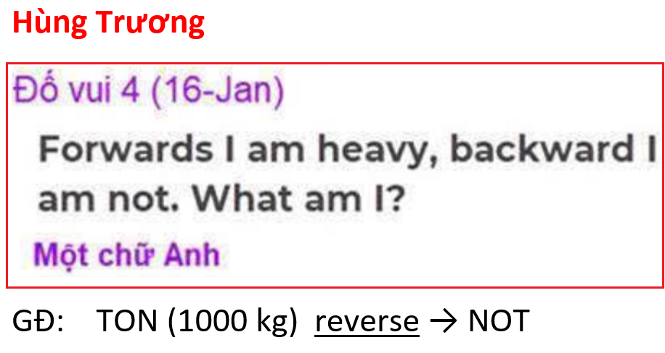 Hùng Trương
Đố vui 4 (16-Jan)
Forwards I am heavy, backward I
am not. What am I?
Một chữ Anh
GĐ: TON (1000 kg) reverse → NOT